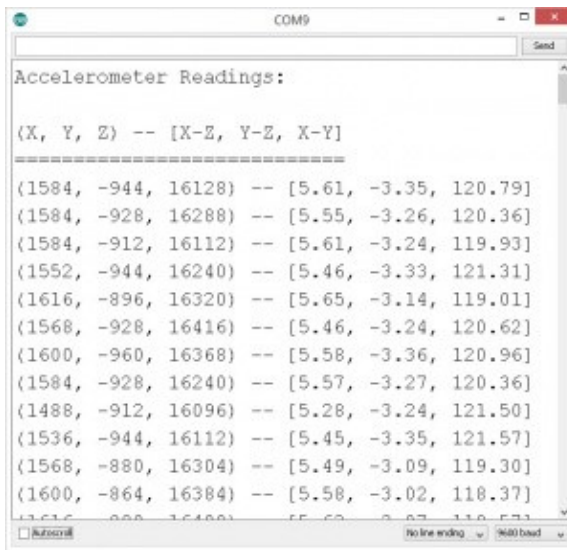 COM9
Send
Accelerometer Readings:
(X, Y, Z) -- [X-Z, Y-Z, X-Y]
============================
(1584, -944, 16128) -- [5.61, -3.35, 120.79]
(1584, -928, 16288) -- [5.55, -3.26, 120.36]
(1584, -912, 16112) -- [5.61, -3.24, 119.93]
(1552, -944, 16240) -- [5.46, -3.33, 121.31]
(1616, -896, 16320) -- [5.65, -3.14, 119.01]
(1568, -928, 16416) -- [5.46, -3.24, 120.62]
(1600, -960, 16368) -- [5.58, -3.36, 120.96]
(1584, -928, 16240) -- [5.57, -3.27, 120.36]
(1488, -912, 16096) -- [5.28, -3.24, 121.50]
(1536, -944, 16112) -- [5.45, -3.35, 121.57]
(1568, -880, 16304) -- [5.49, -3.09, 119.30]
(1600, -864, 16384) -- [5.58, -3.02, 118.37]
Autoscroll
No line ending
9600 baud